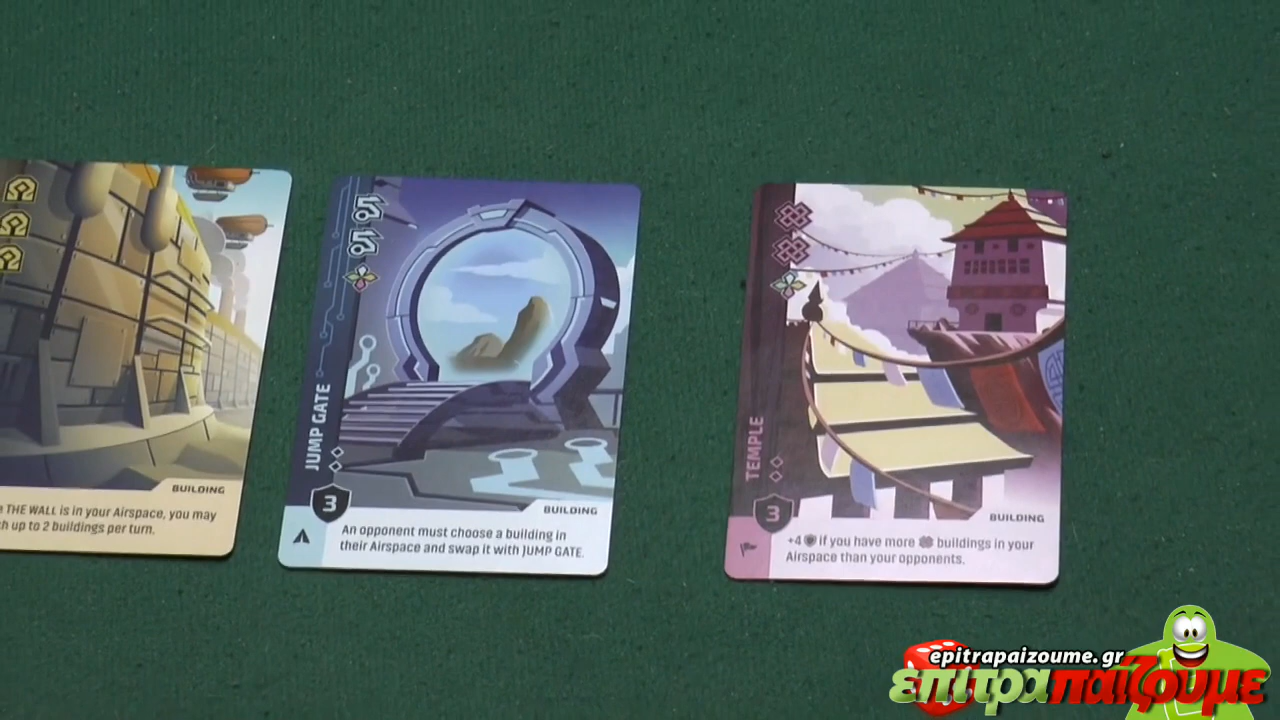 BUILDING
THE WALL is in your Airspace, you may
up to 2 buildings per turn.
JUMP GATE
3
BUILDING
An opponent must choose a building in
their Airspace and swap it with JUMP GATE.
TEMPLE
3
BUILDING
+4 if you have more buildings in your
Airspace than your opponents.
epitrapaizoume.gr
επιτραπαίζουμε